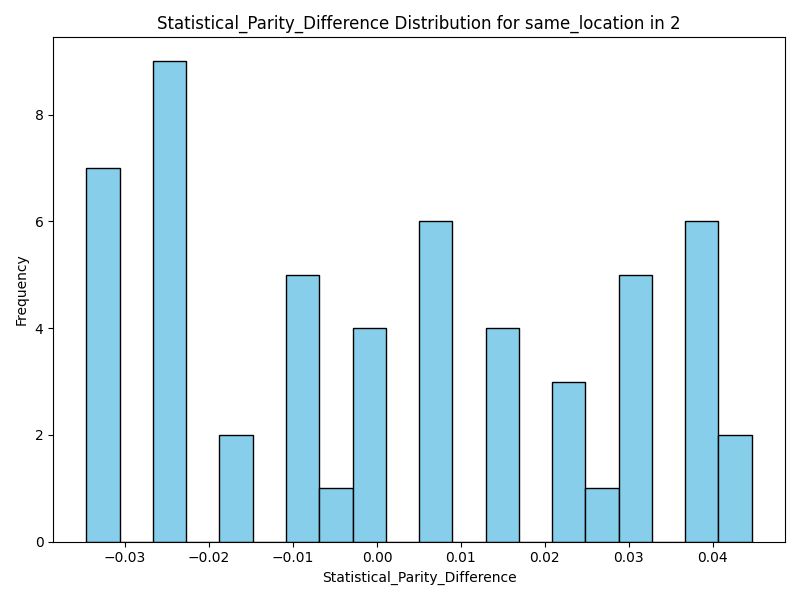 Statistical_Parity_Difference Distribution for same_location in 2
Frequency
8
6
4
2
0
−0.03 −0.02 −0.01 0.00 0.01 0.02 0.03 0.04
Statistical_Parity_Difference